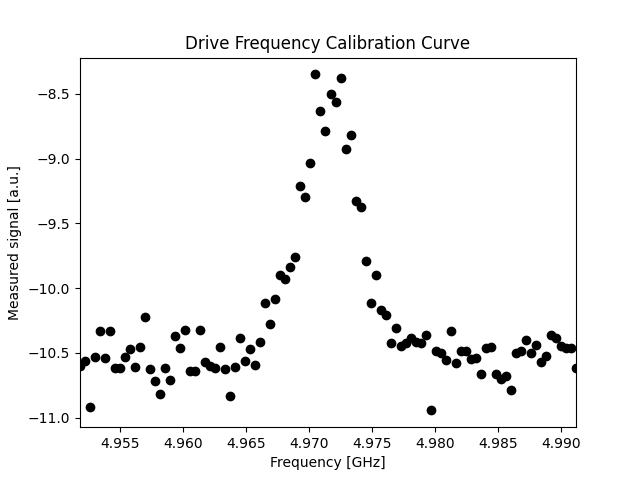 Drive Frequency Calibration Curve
−8.5
−9.0
−9.5
−10.0
−10.5
−11.0
Measured signal [a.u.]
4.955 4.960 4.965 4.970 4.975 4.980 4.985 4.990
Frequency [GHz]